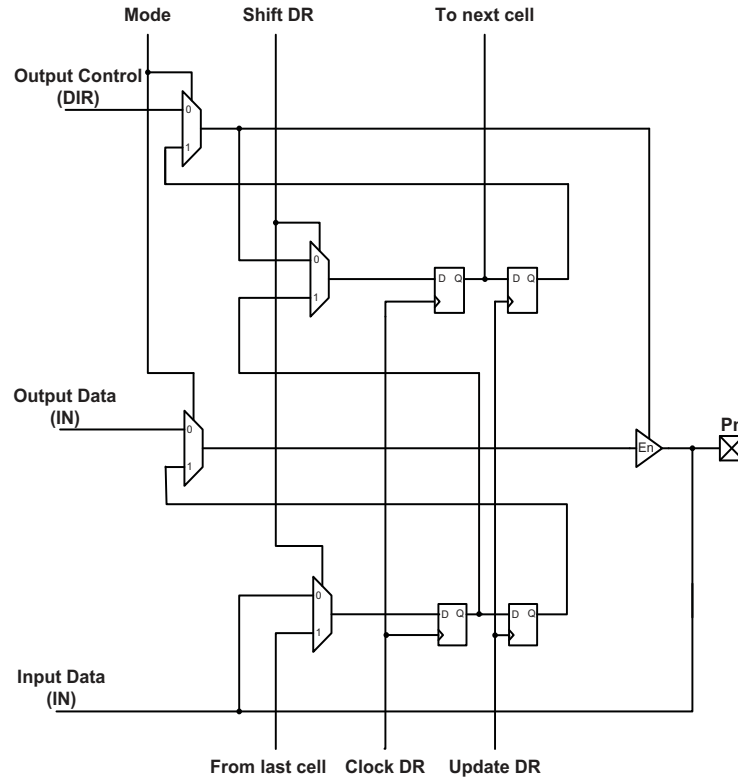 Mode Shift DR To next cell
Output Control
(DIR)
0
1
0
1
D Q D Q
Output Data
(IN)
0
1
En
Pn
0
1
D Q D Q
Input Data
(IN)
From last cell Clock DR Update DR